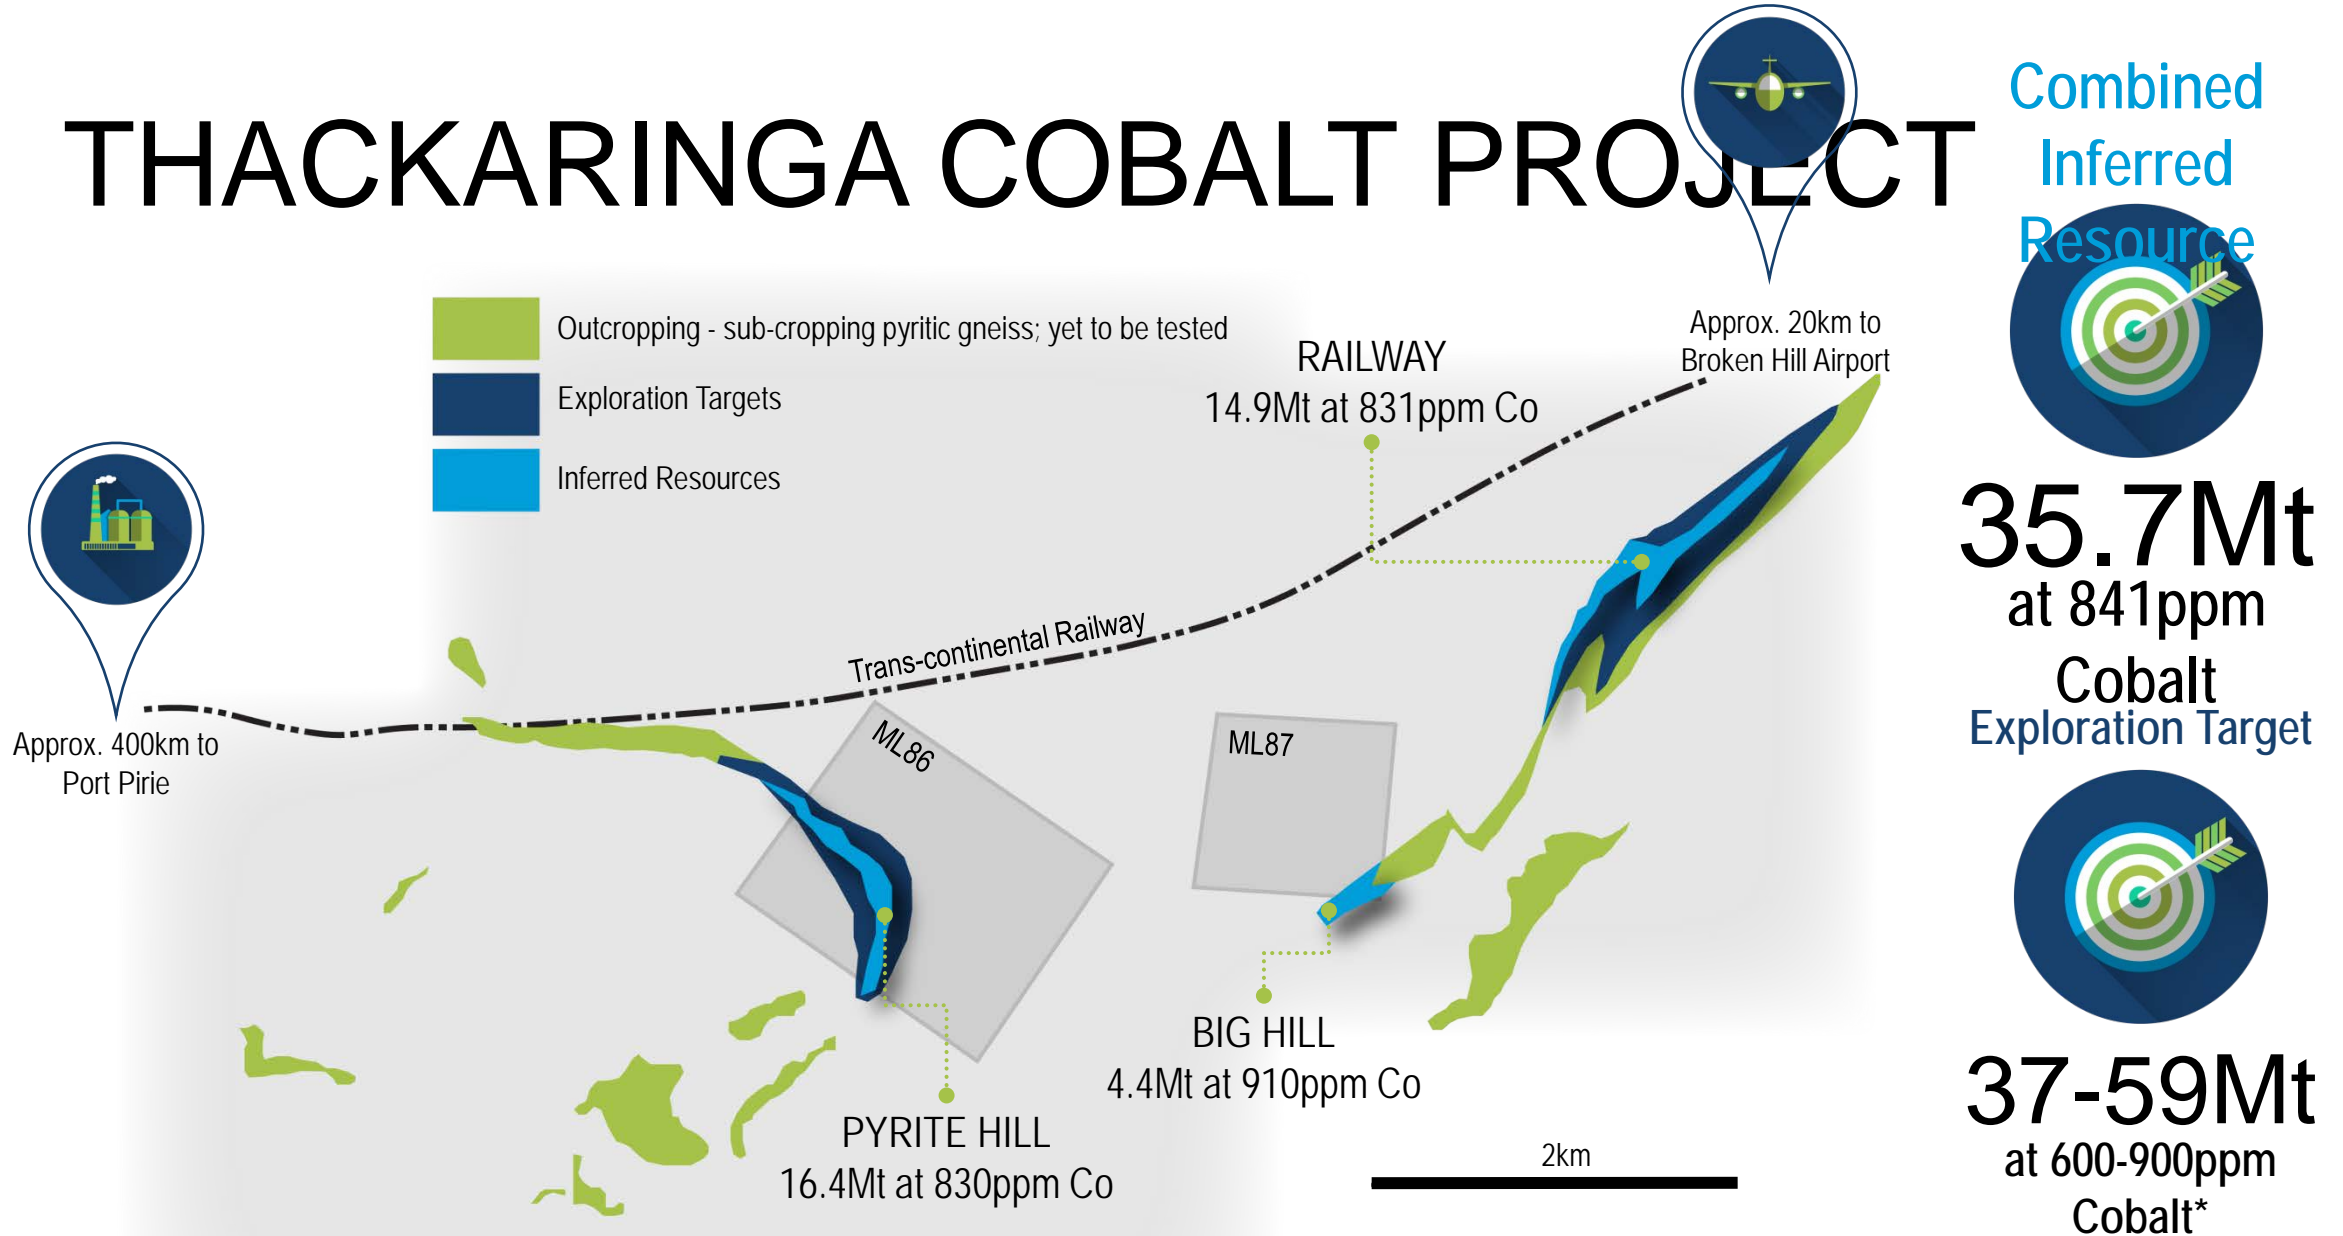 THACKARINGA COBALT PROJECT
Combined
Inferred
Resource
35.7Mt
at 841ppm
Cobalt
Exploration Target
37-59Mt
at 600-900ppm
Cobalt*
Outcropping - sub-cropping pyritic gneiss; yet to be tested
Exploration Targets
Inferred Resources
RAILWAY
14.9Mt at 831ppm Co
Approx. 20km to
Broken Hill Airport
Trans-continental Railway
Approx. 400km to
Port Pirie
ML86
ML87
BIG HILL
4.4Mt at 910ppm Co
PYRITE HILL
16.4Mt at 830ppm Co
2km